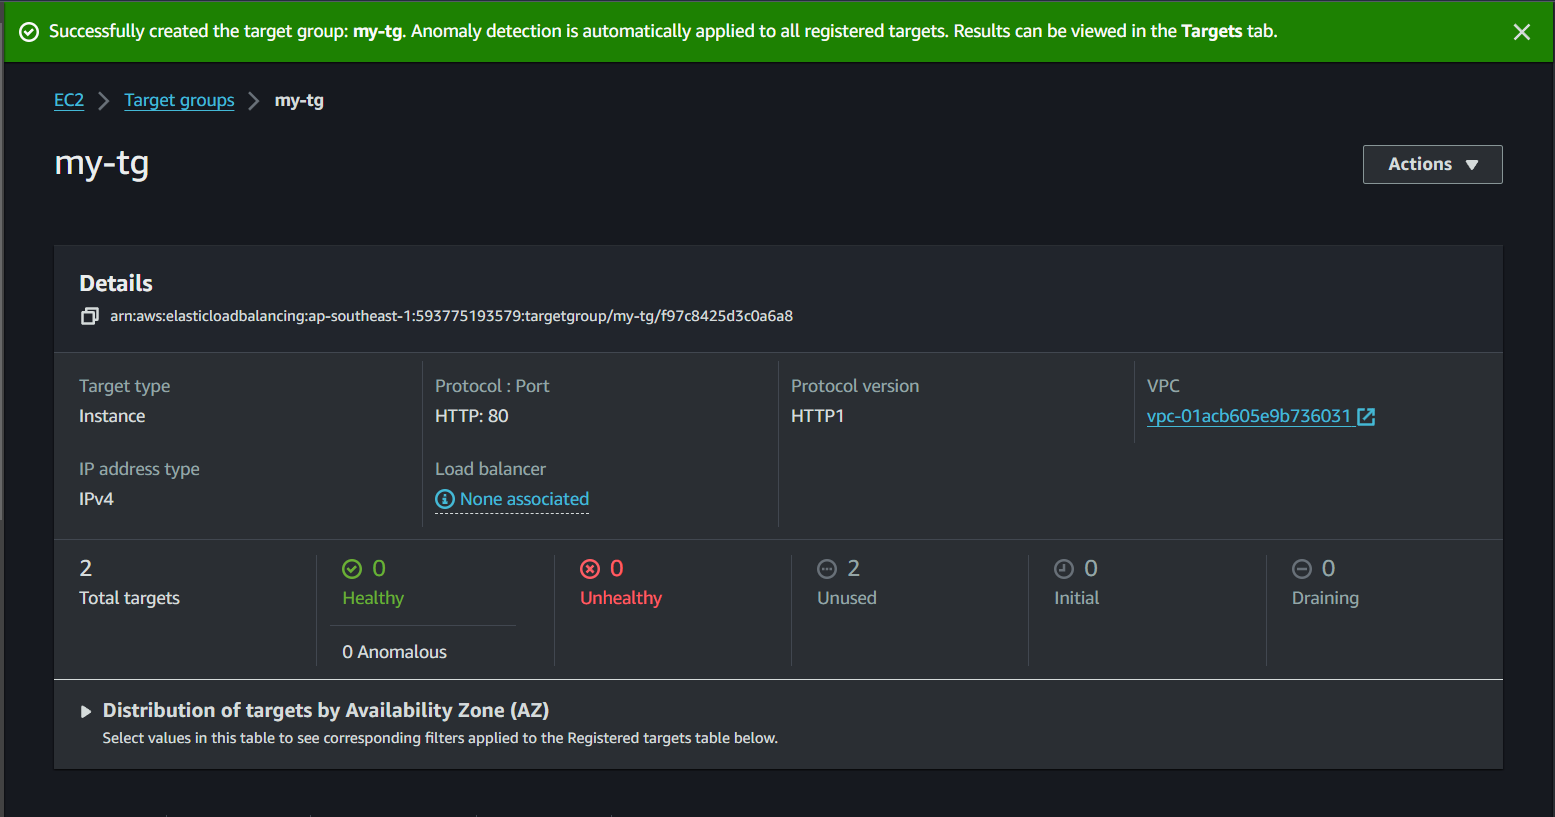 Successfully created the target group: my-tg. Anomaly detection is automatically applied to all registered targets. Results can be viewed in the Targets tab.
EC2 > Target groups > my-tg
my-tg
Actions
Details
arn:aws:elasticloadbalancing:ap-southeast-1:593775193579:targetgroup/my-tg/f97c8425d3c0a6a8
Target type
Instance
Protocol : Port
HTTP: 80
Protocol version
HTTP1
VPC
vpc-01acb605e9b736031
IP address type
IPv4
Load balancer
None associated
2
Total targets
0
Healthy
0 Anomalous
0
Unhealthy
2
Unused
0
Initial
0
Draining
Distribution of targets by Availability Zone (AZ)
Select values in this table to see corresponding filters applied to the Registered targets table below.